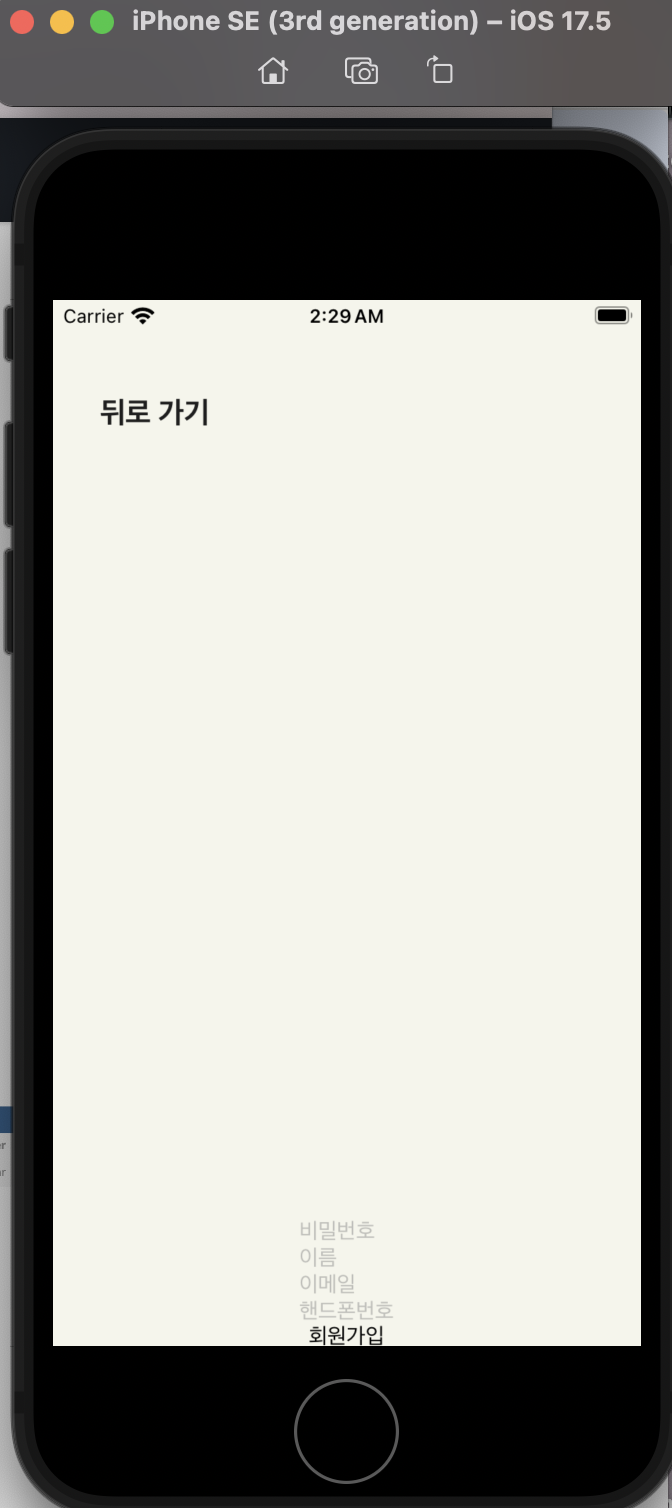 iPhone SE (3rd generation) – iOS 17.5
Carrier 2:29 AM
뒤로 가기
비밀번호
이름
이메일
핸드폰번호
회원가입